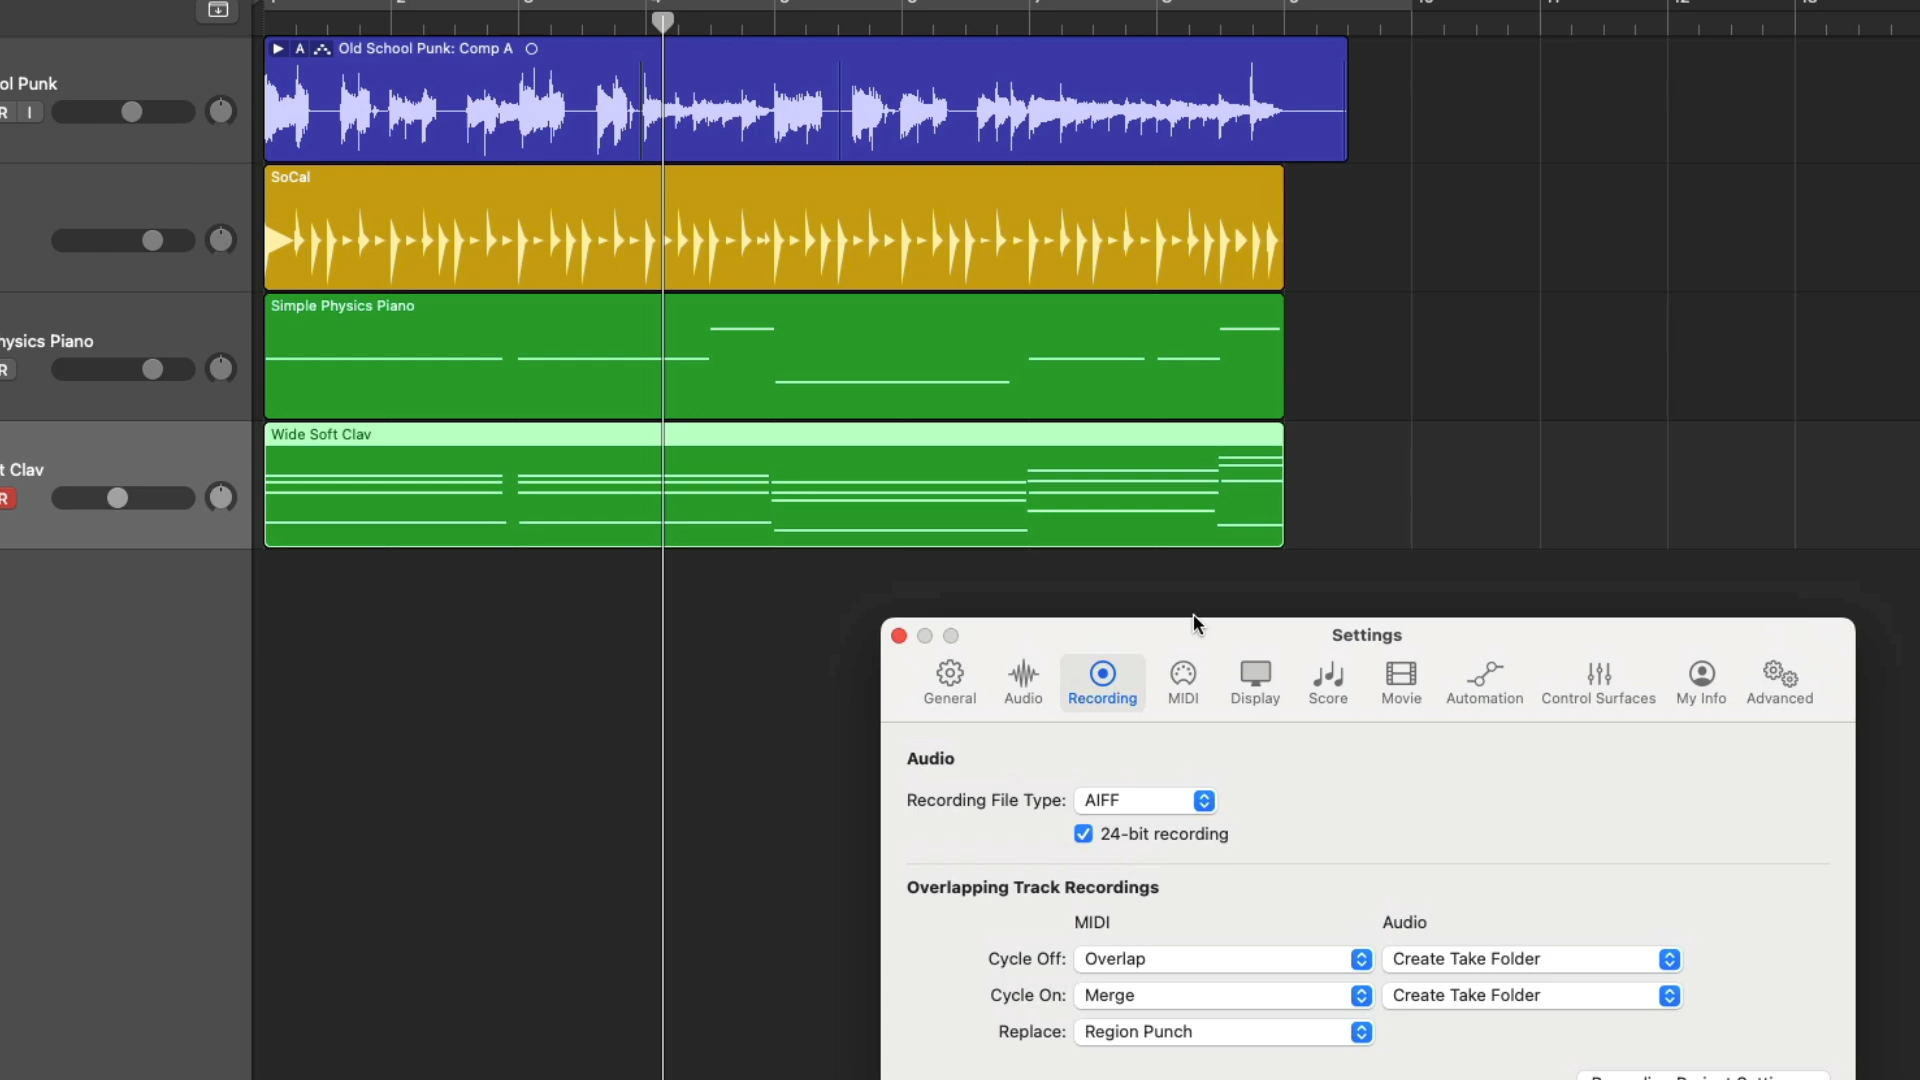 A Old School Punk: Comp A
ol Punk
R I
SoCal
Simple Physics Piano
hysics Piano
R
Wide Soft Clav
t Clav
R
Settings
General Audio Recording MIDI Display Score Movie Automation Control Surfaces My Info Advanced
Audio
Recording File Type: AIFF
24-bit recording
Overlapping Track Recordings
MIDI Audio
Cycle Off: Overlap Create Take Folder
Cycle On: Merge Create Take Folder
Replace: Region Punch